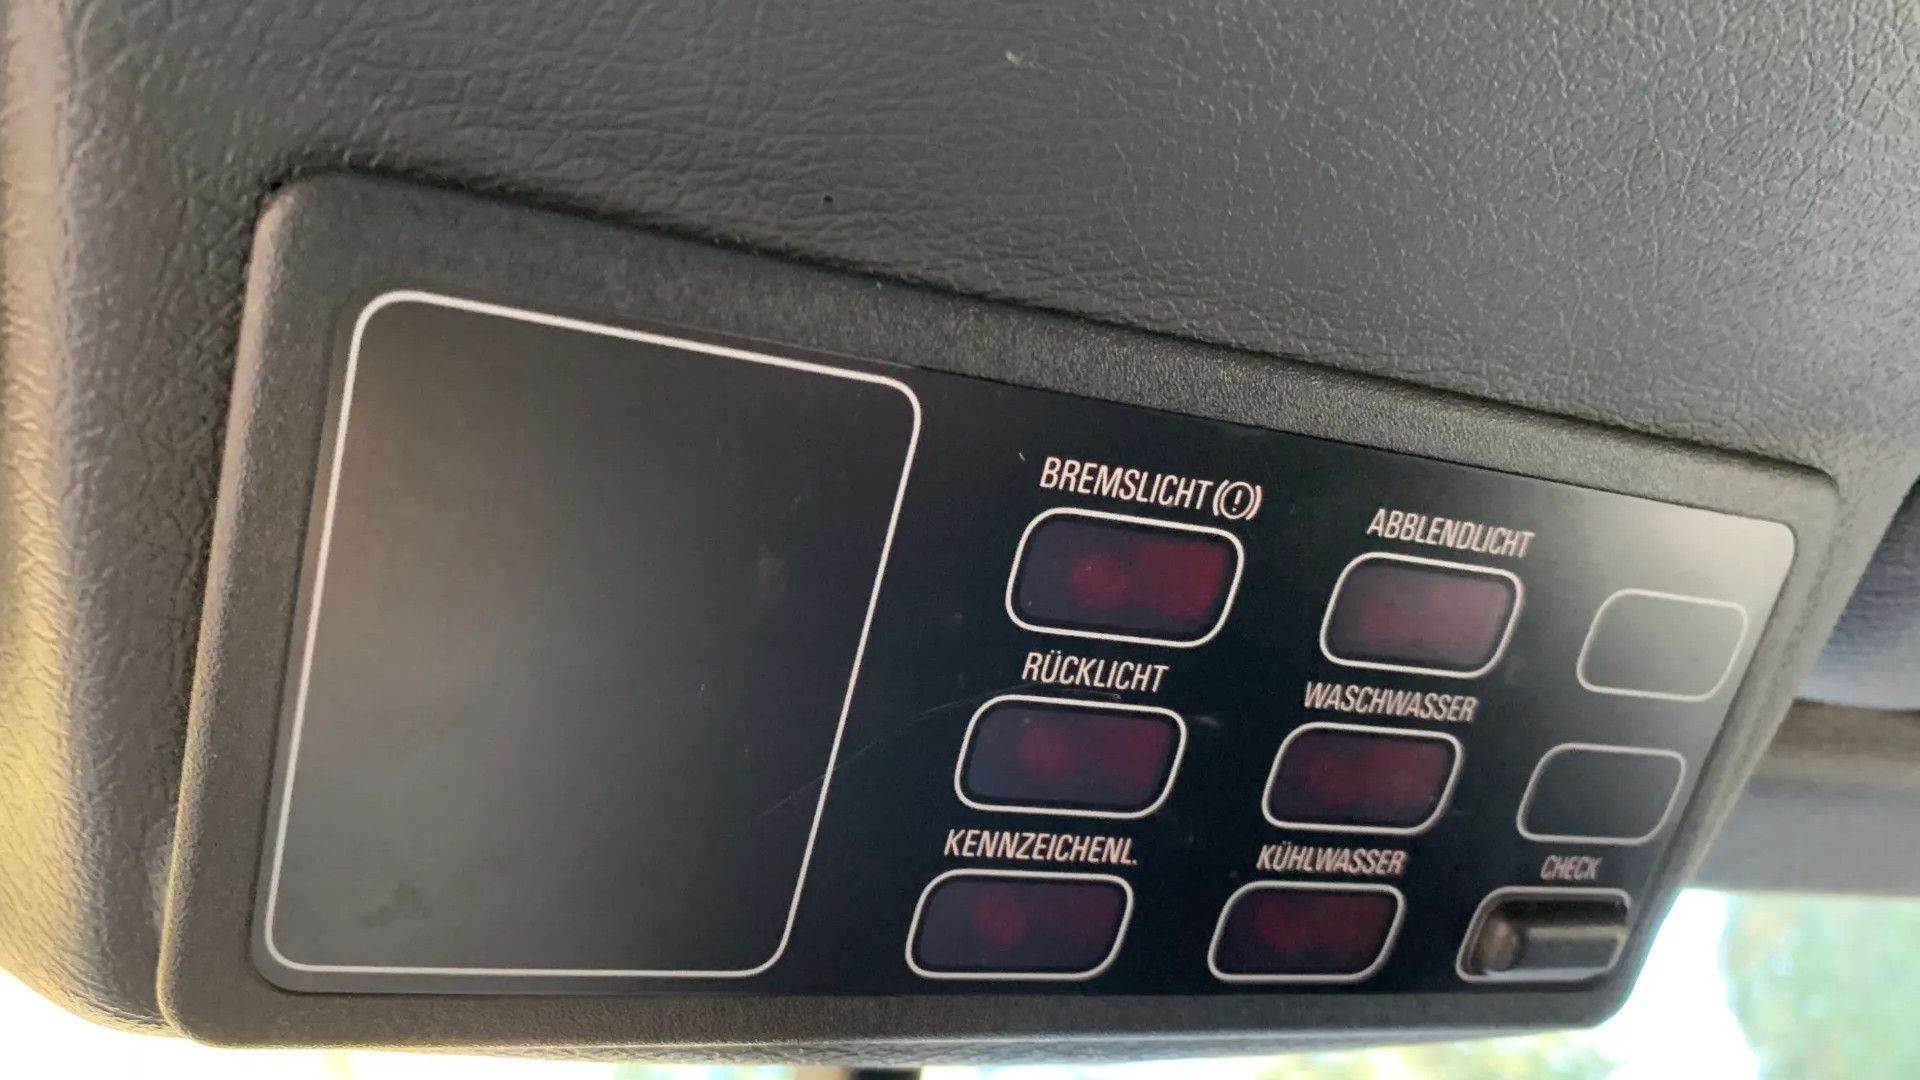 BREMSLICHT (!)
ABBLENDLICHT
RÜCKLICHT
WASCHWASSER
KENNZEICHENL.
KÜHLWASSER
CHECK